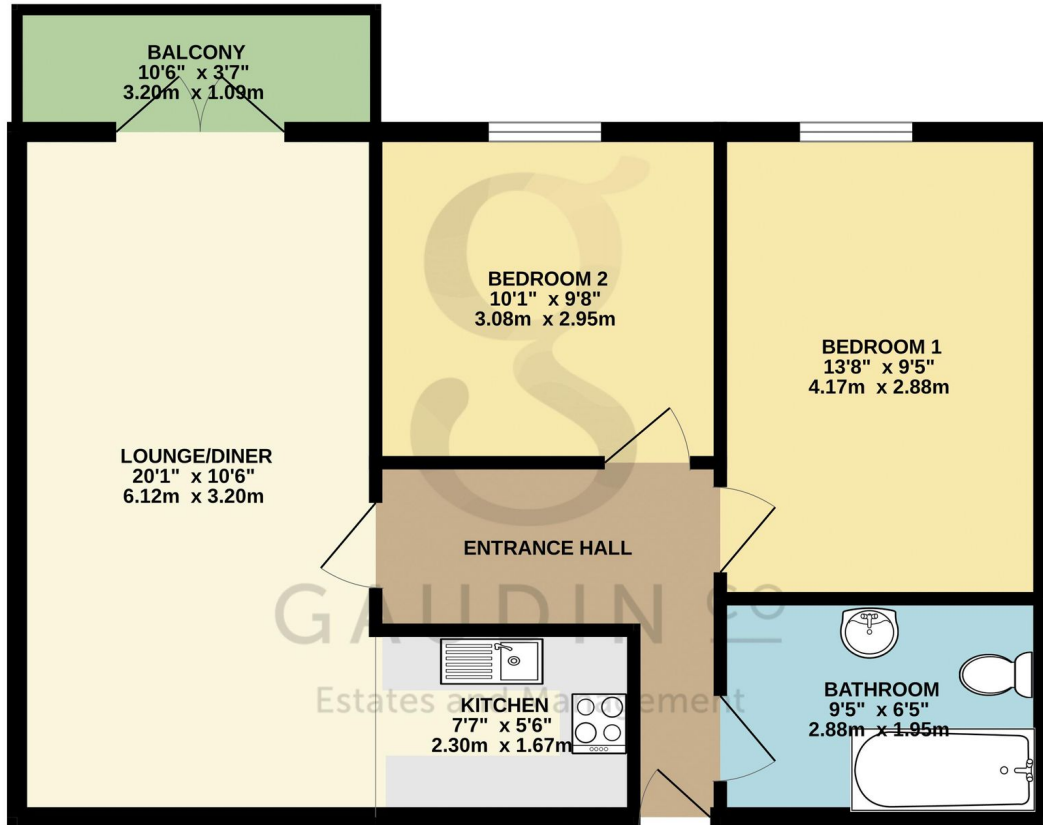 BALCONY
10'6" x 3'7"
3.20m x 1.09m
BEDROOM 2
10'1" x 9'8"
3.08m x 2.95m
BEDROOM 1
13'8" x 9'5"
4.17m x 2.88m
LOUNGE/DINER
20'1" x 10'6"
6.12m x 3.20m
ENTRANCE HALL
g
GAUDIN CO
Estates and Management
KITCHEN
7'7" x 5'6"
2.30m x 1.67m
BATHROOM
9'5" x 6'5"
2.88m x 1.95m